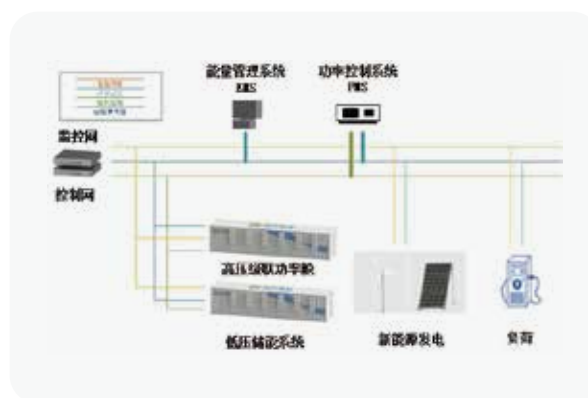 能量管理系统
EMS
功率控制系统
PMS
监控网
控制网
高压级联功率舱
低压储能系统
新能源发电
负荷